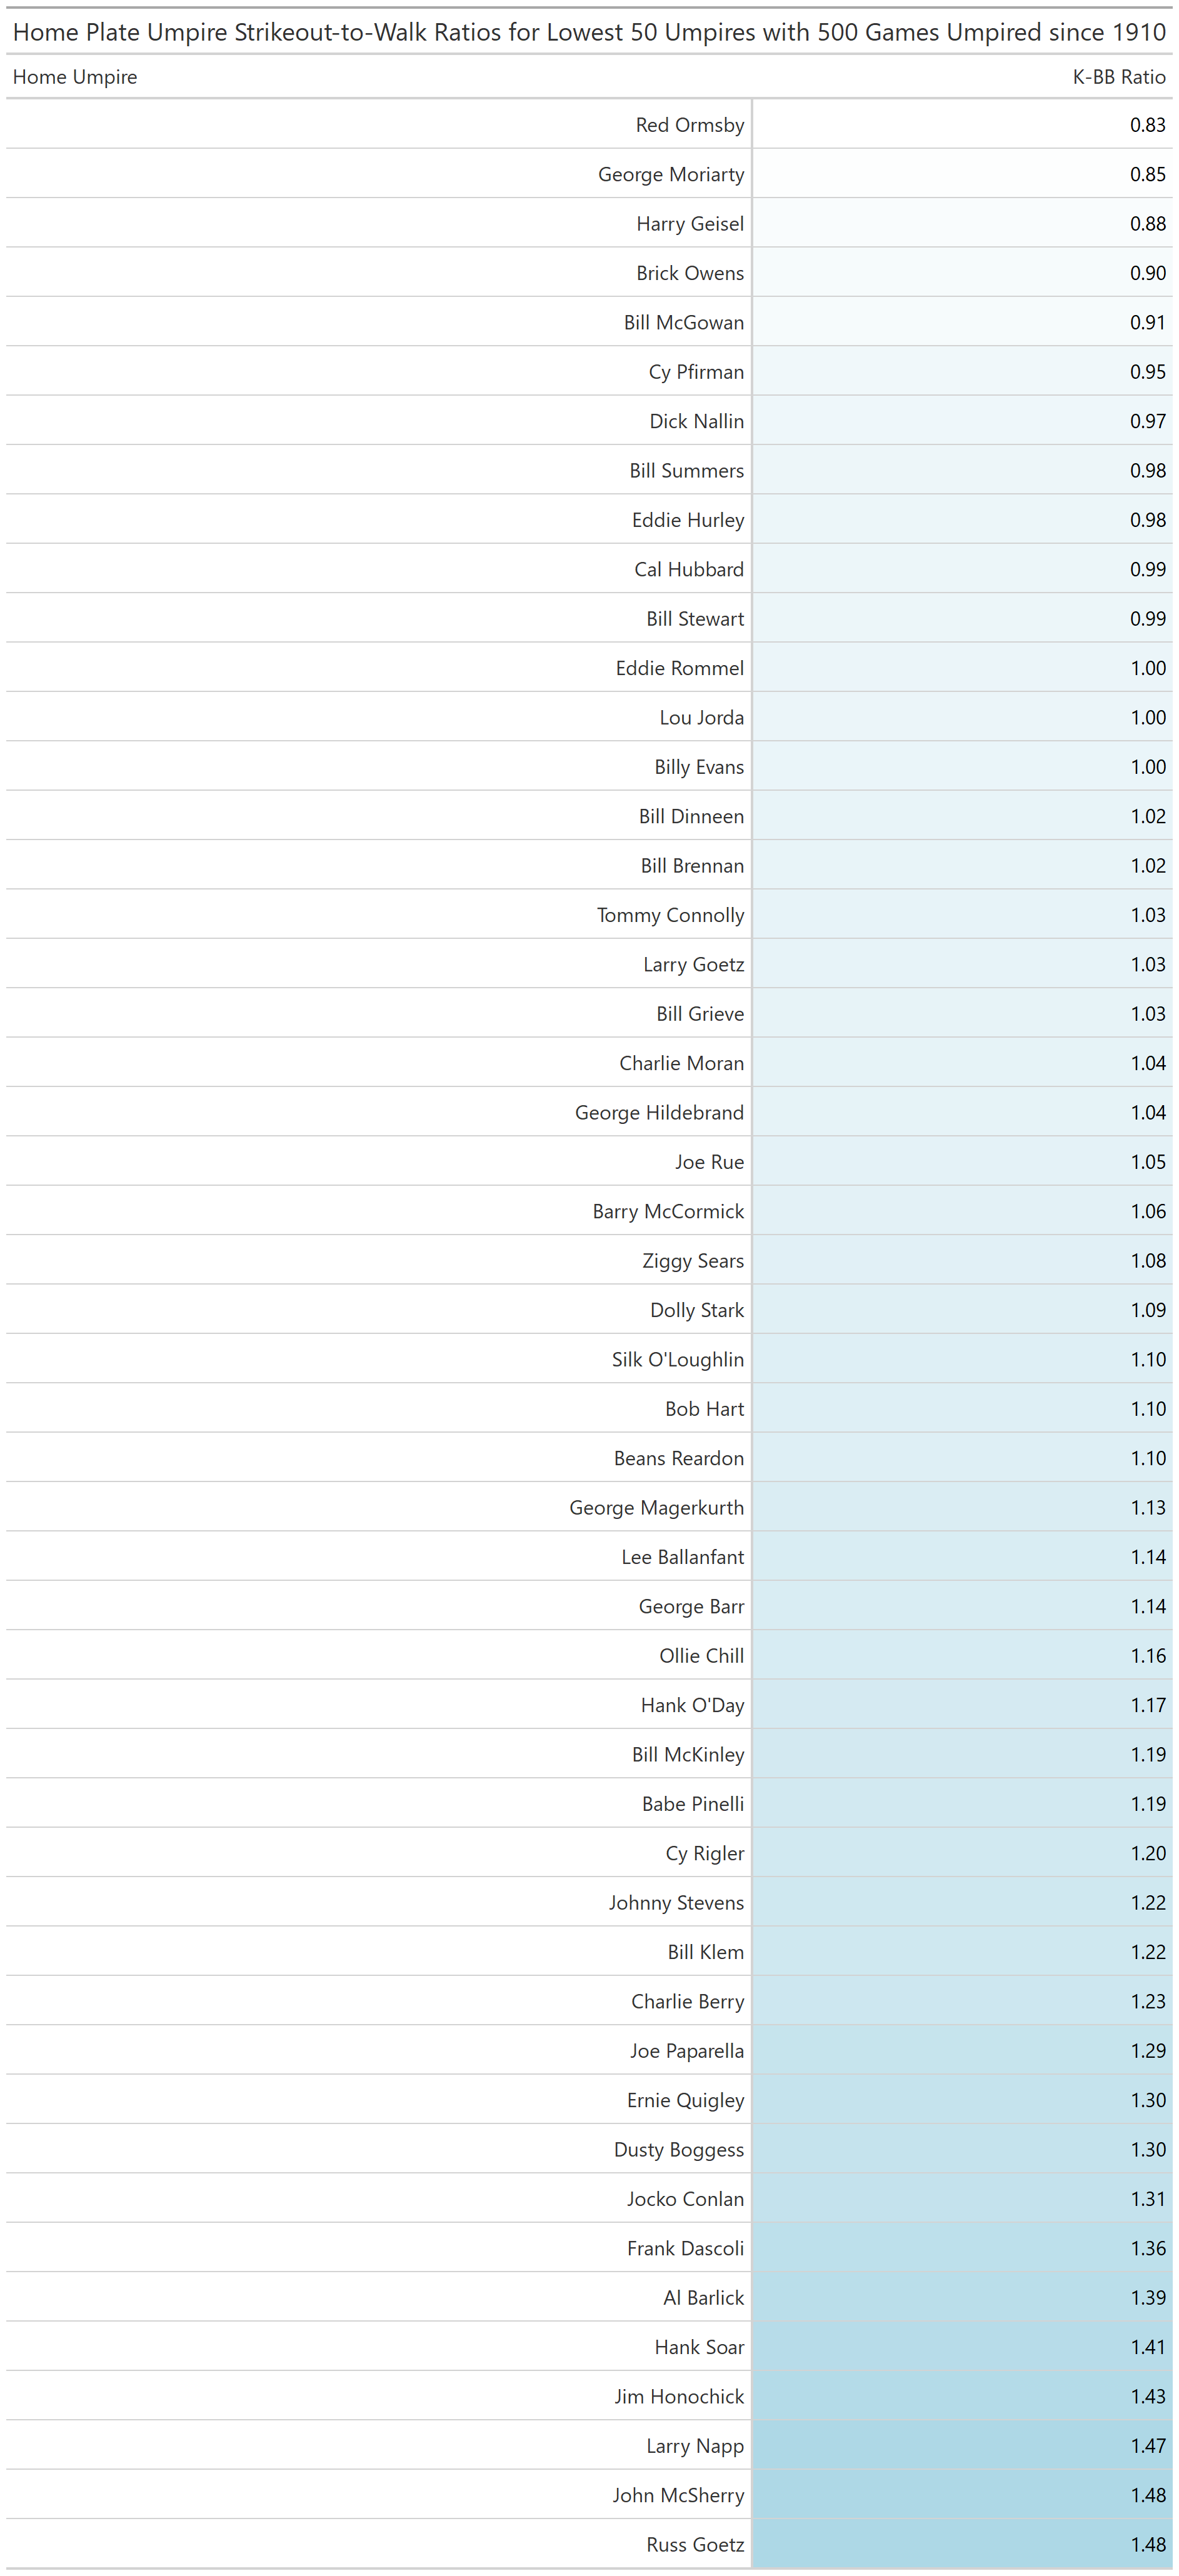 Home Plate Umpire Strikeout-to-Walk Ratios for Lowest 50 Umpires with 500 Games Umpired since 1910
Home Umpire K-BB Ratio
Red Ormsby 0.83
George Moriarty 0.85
Harry Geisel 0.88
Brick Owens 0.90
Bill McGowan 0.91
Cy Pfirman 0.95
Dick Nallin 0.97
Bill Summers 0.98
Eddie Hurley 0.98
Cal Hubbard 0.99
Bill Stewart 0.99
Eddie Rommel 1.00
Lou Jorda 1.00
Billy Evans 1.00
Bill Dinneen 1.02
Bill Brennan 1.02
Tommy Connolly 1.03
Larry Goetz 1.03
Bill Grieve 1.03
Charlie Moran 1.04
George Hildebrand 1.04
Joe Rue 1.05
Barry McCormick 1.06
Ziggy Sears 1.08
Dolly Stark 1.09
Silk O'Loughlin 1.10
Bob Hart 1.10
Beans Reardon 1.10
George Magerkurth 1.13
Lee Ballanfant 1.14
George Barr 1.14
Ollie Chill 1.16
Hank O'Day 1.17
Bill McKinley 1.19
Babe Pinelli 1.19
Cy Rigler 1.20
Johnny Stevens 1.22
Bill Klem 1.22
Charlie Berry 1.23
Joe Paparella 1.29
Ernie Quigley 1.30
Dusty Boggess 1.30
Jocko Conlan 1.31
Frank Dascoli 1.36
Al Barlick 1.39
Hank Soar 1.41
Jim Honochick 1.43
Larry Napp 1.47
John McSherry 1.48
Russ Goetz 1.48